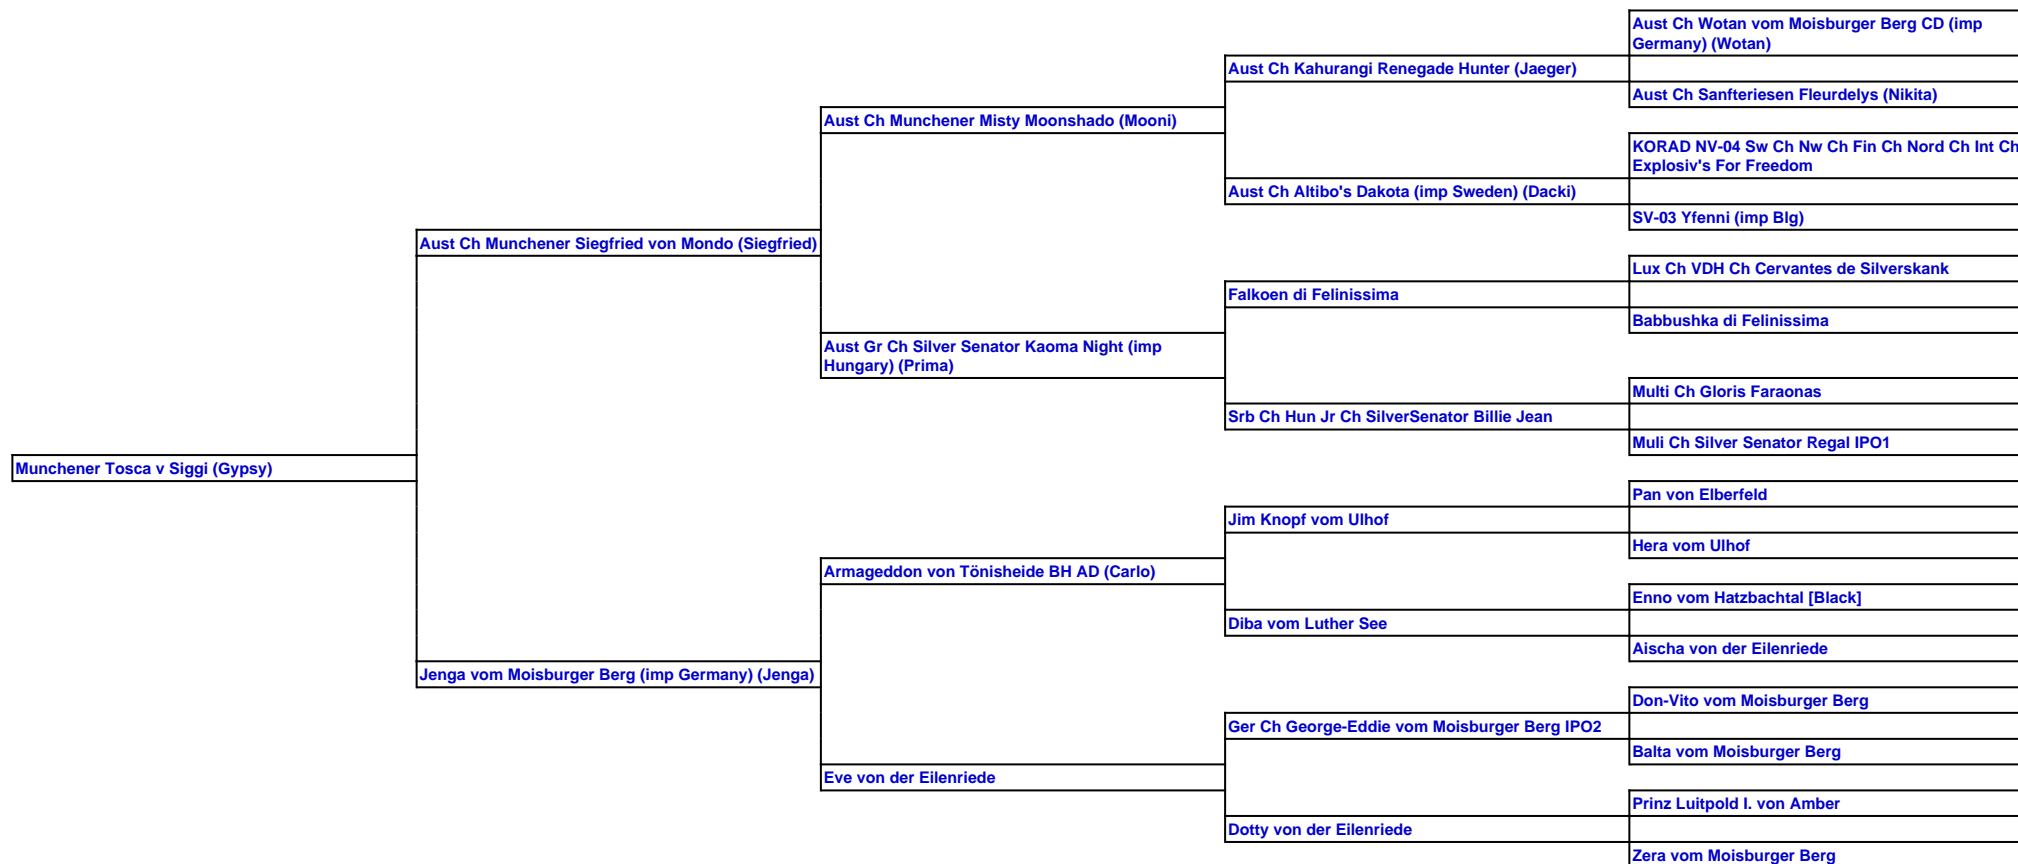 Aust Ch Wotan vom Moisburger Berg CD (imp
Germany) (Wotan)
Aust Ch Kahurangi Renegade Hunter (Jaeger)
Aust Ch Sanfteriesen Fleurdelys (Nikita)
Aust Ch Munchener Misty Moonshado (Mooni)
KORAD NV-04 Sw Ch Nw Ch Fin Ch Nord Ch Int Ch
Explosiv's For Freedom
Aust Ch Altibo's Dakota (imp Sweden) (Dacki)
SV-03 Yfenni (imp Blg)
Aust Ch Munchener Siegfried von Mondo (Siegfried)
Lux Ch VDH Ch Cervantes de Silverskank
Falkoen di Felinissima
Babbushka di Felinissima
Aust Gr Ch Silver Senator Kaoma Night (imp
Hungary) (Prima)
Multi Ch Gloris Faraonas
Srb Ch Hun Jr Ch SilverSenator Billie Jean
Muli Ch Silver Senator Regal IPO1
Munchener Tosca v Siggi (Gypsy)
Pan von Elberfeld
Jim Knopf vom Ulhof
Hera vom Ulhof
Armageddon von Tönisheide BH AD (Carlo)
Enno vom Hatzbachtal [Black]
Diba vom Luther See
Aischa von der Eilenriede
Jenga vom Moisburger Berg (imp Germany) (Jenga)
Don-Vito vom Moisburger Berg
Ger Ch George-Eddie vom Moisburger Berg IPO2
Balta vom Moisburger Berg
Eve von der Eilenriede
Prinz Luitpold I. von Amber
Dotty von der Eilenriede
Zera vom Moisburger Berg